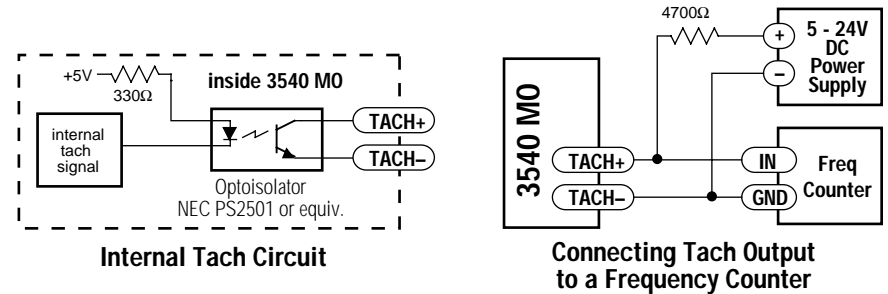 +5V
330Ω
inside 3540 MO
internal
tach
signal
TACH+
TACH–
Optoisolator
NEC PS2501 or equiv.
Internal Tach Circuit
4700Ω
+
–
5 - 24V
DC
Power
Supply
3540 MO
TACH+
TACH–
IN
GND
Freq
Counter
Connecting Tach Output
to a Frequency Counter